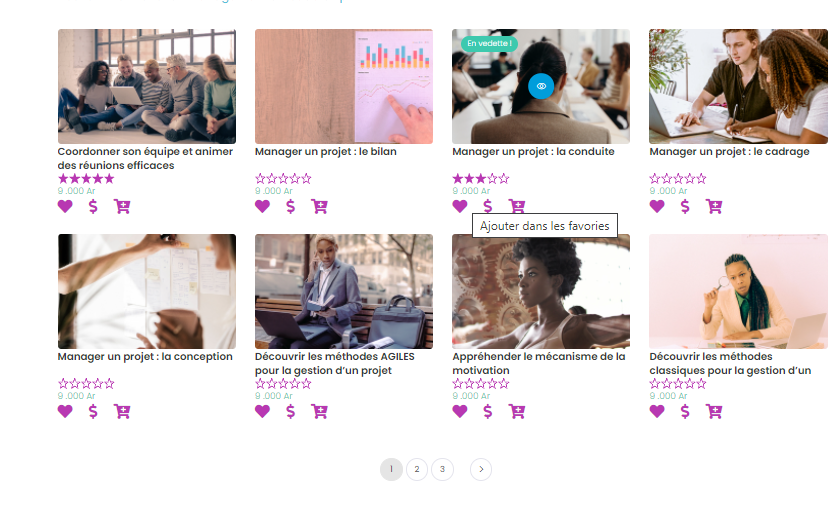 En vedette !
Coordonner son équipe et animer
des réunions efficaces
9 .000 Ar
Manager un projet : le bilan
9 .000 Ar
Manager un projet : la conduite
9 .000 Ar
Manager un projet : le cadrage
9 .000 Ar
Ajouter dans les favories
Manager un projet : la conception
9 .000 Ar
Découvrir les méthodes AGILES
pour la gestion d'un projet
9 .000 Ar
Appréhender le mécanisme de la
motivation
9 .000 Ar
Découvrir les méthodes
classiques pour la gestion d'un
9 .000 Ar
1 2 3